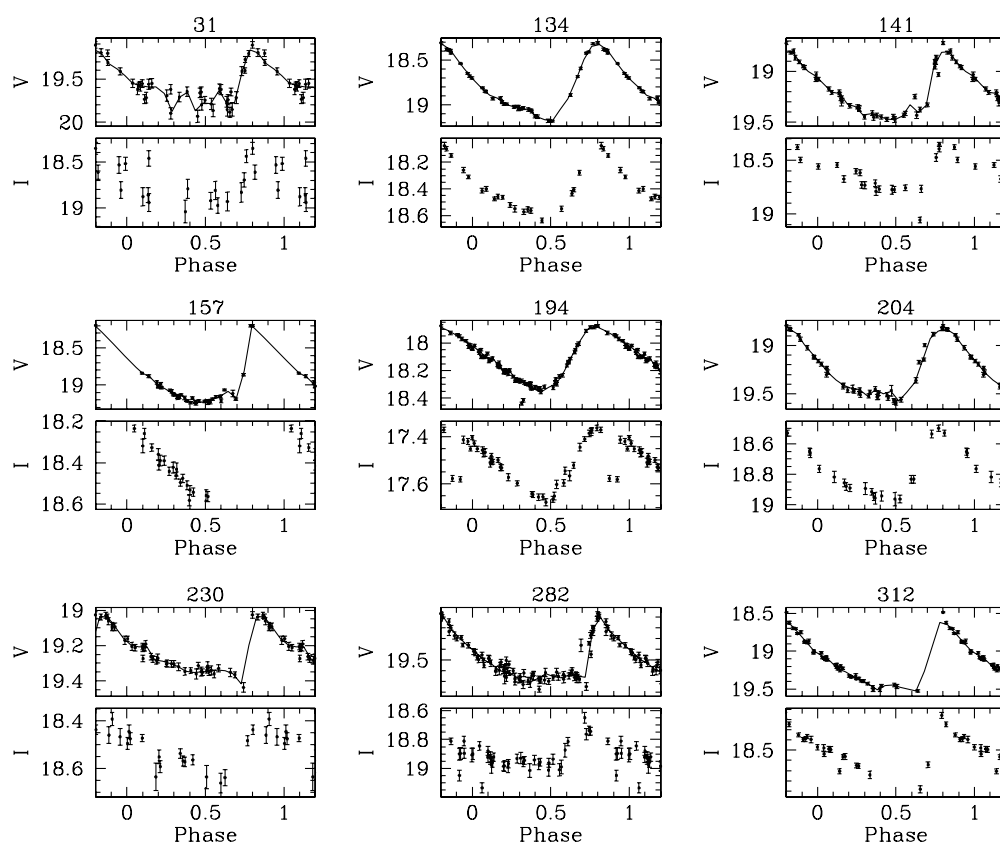 31 134 141
V 19.5 20 V 19 V 19 19.5
I 18.5 19 I 18.2 18.4 18.6 I 18.5 19
0 0.5 1 0 0.5 1 0 0.5 1
Phase Phase Phase
157 194 204
V 18.5 19 V 18 18.2 18.4 V 19 19.5
I 18.2 18.4 18.6 I 17.4 17.6 I 18.6 18.8 19
0 0.5 1 0 0.5 1 0 0.5 1
Phase Phase Phase
230 282 312
V 19 19.2 19.4 V 19.5 V 18.5 19 19.5
I 18.4 18.6 I 18.6 18.8 19 I 18.5
0 0.5 1 0 0.5 1 0 0.5 1
Phase Phase Phase